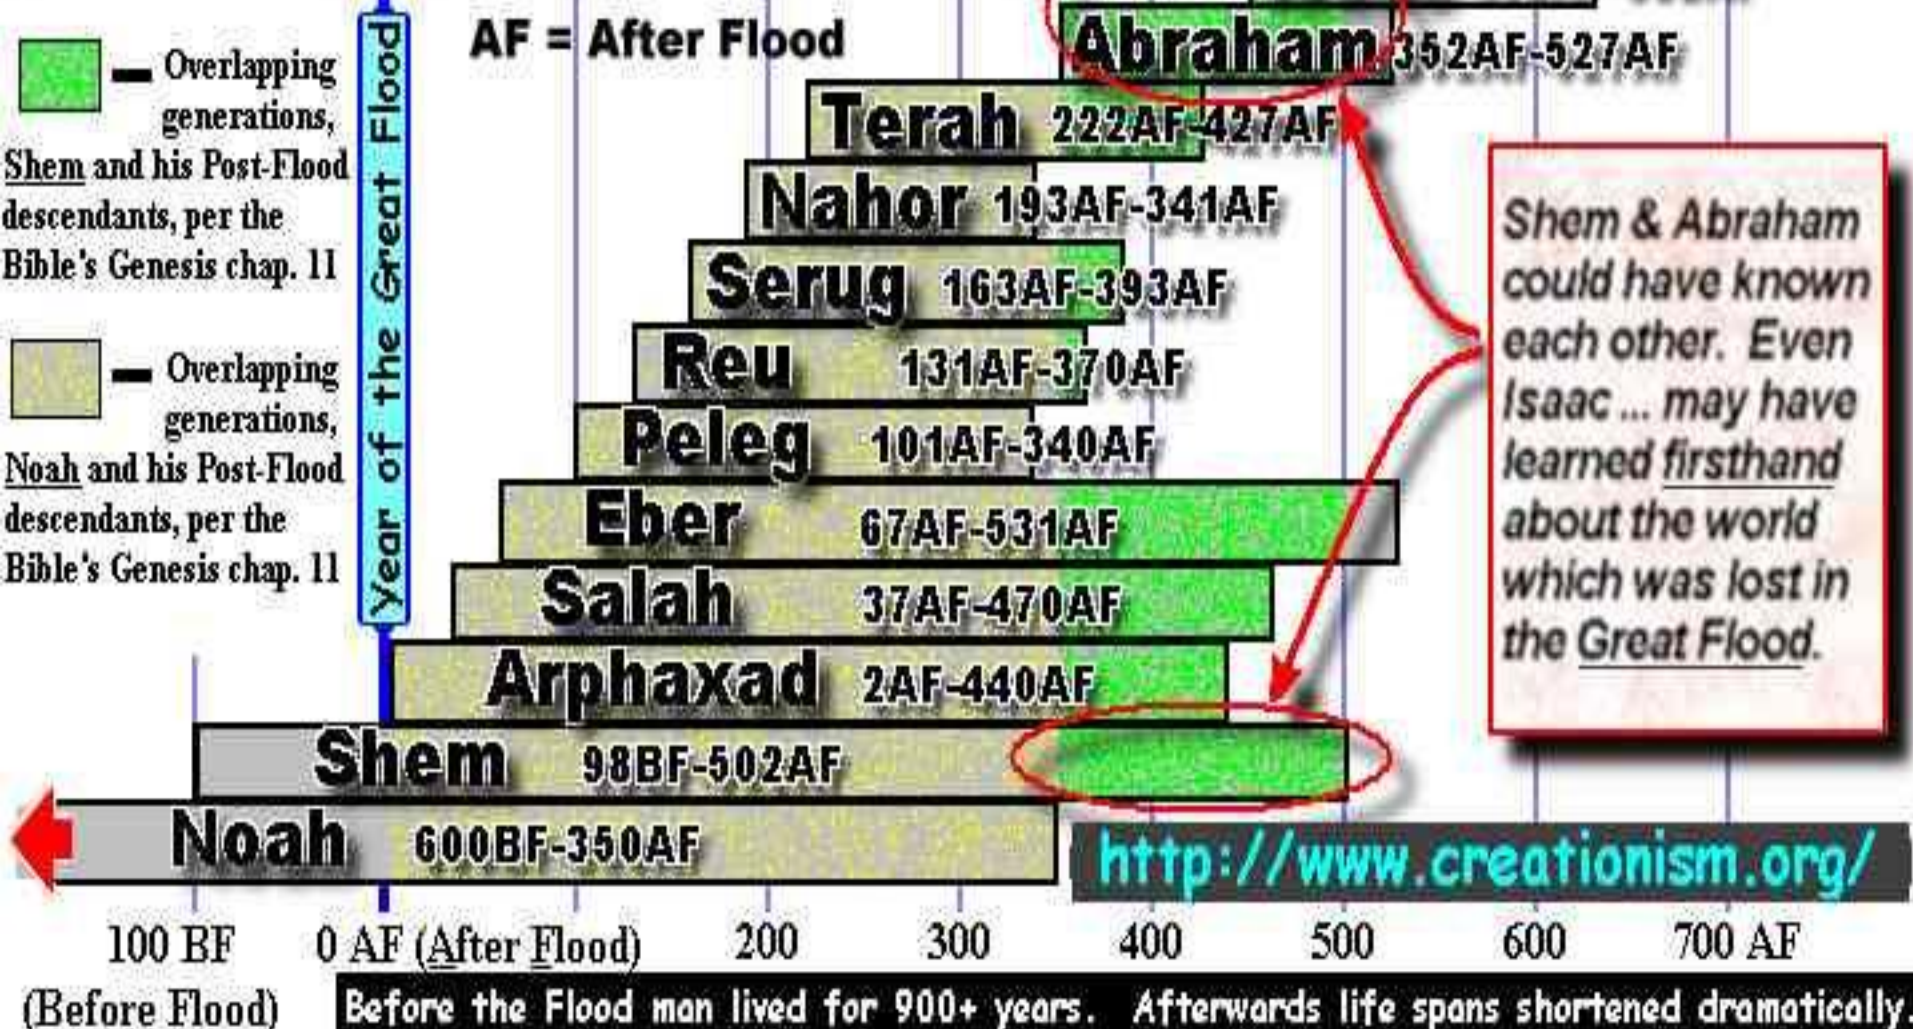 AF = After Flood
Overlapping
generations,
Shem and his Post-Flood
descendants, per the
Bible's Genesis chap. 11
Overlapping
generations,
Noah and his Post-Flood
descendants, per the
Bible's Genesis chap. 11
Year of the Great Flood
Abraham 352AF-527AF
Terah 222AF-427AF
Nahor 193AF-341AF
Serug 163AF-393AF
Reu 131AF-370AF
Peleg 101AF-340AF
Eber 67AF-531AF
Salah 37AF-470AF
Arphaxad 2AF-440AF
Shem 98BF-502AF
Noah 600BF-350AF
Shem & Abraham
could have known
each other. Even
Isaac ... may have
learned firsthand
about the world
which was lost in
the Great Flood.
http://www.creationism.org/
100 BF 0 AF (After Flood) 200 300 400 500 600 700 AF
(Before Flood)
Before the Flood man lived for 900+ years. Afterwards life spans shortened dramatically.